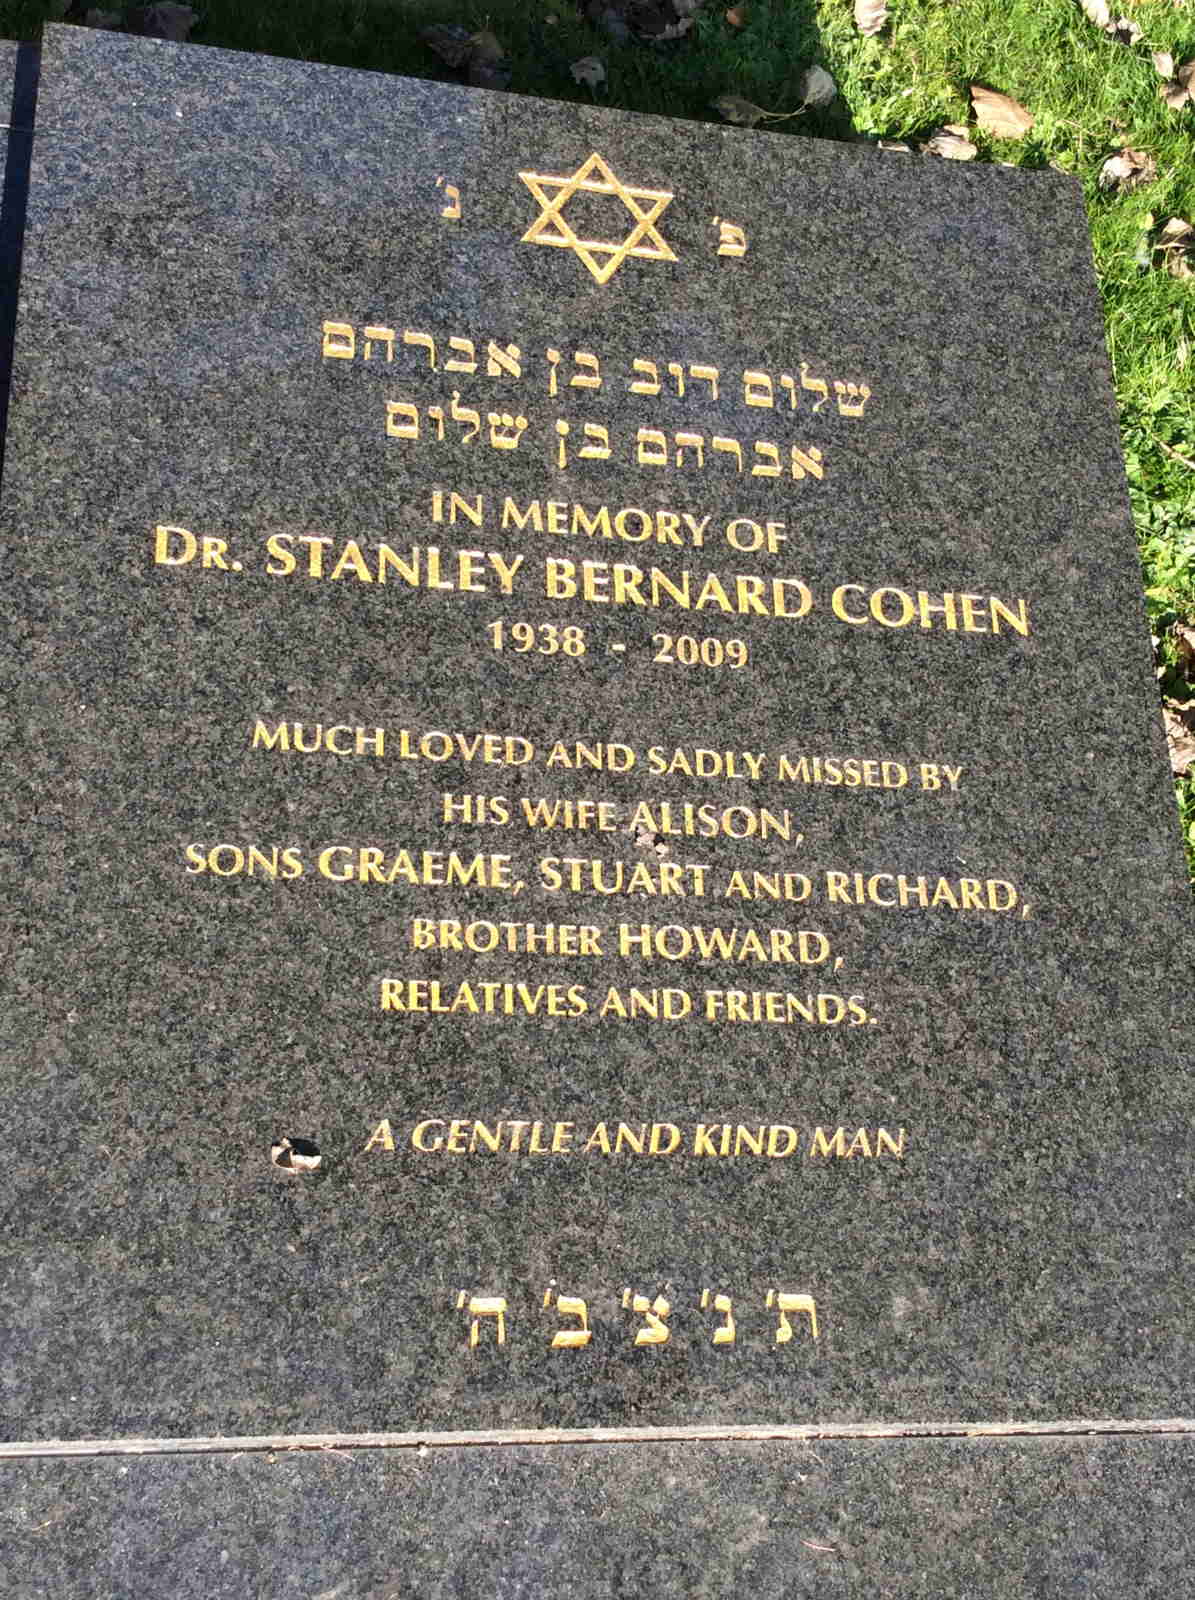 פ' נ'
שלום דוב בן אברהם
אברהם בן שלום
IN MEMORY OF
DR. STANLEY BERNARD COHEN
1938 - 2009
MUCH LOVED AND SADLY MISSED BY
HIS WIFE ALISON,
SONS GRAEME, STUART AND RICHARD,
BROTHER HOWARD,
RELATIVES AND FRIENDS.
A GENTLE AND KIND MAN
ת' נ' צ' ב' ה'